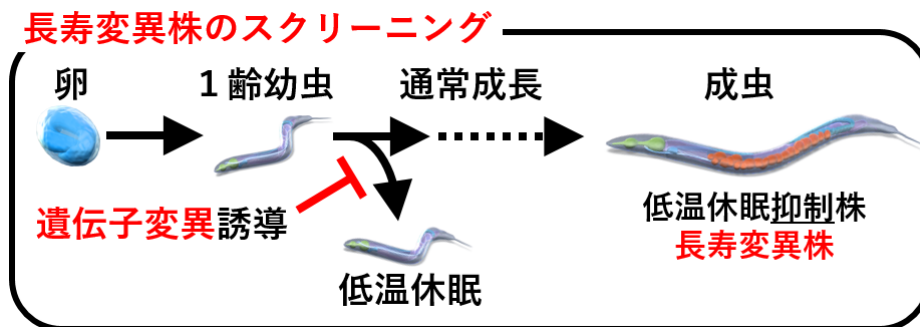 長寿変異株のスクリーニング
卵
1齢幼虫
通常成長
成虫
遺伝子変異誘導
低温休眠
低温休眠抑制株
長寿変異株